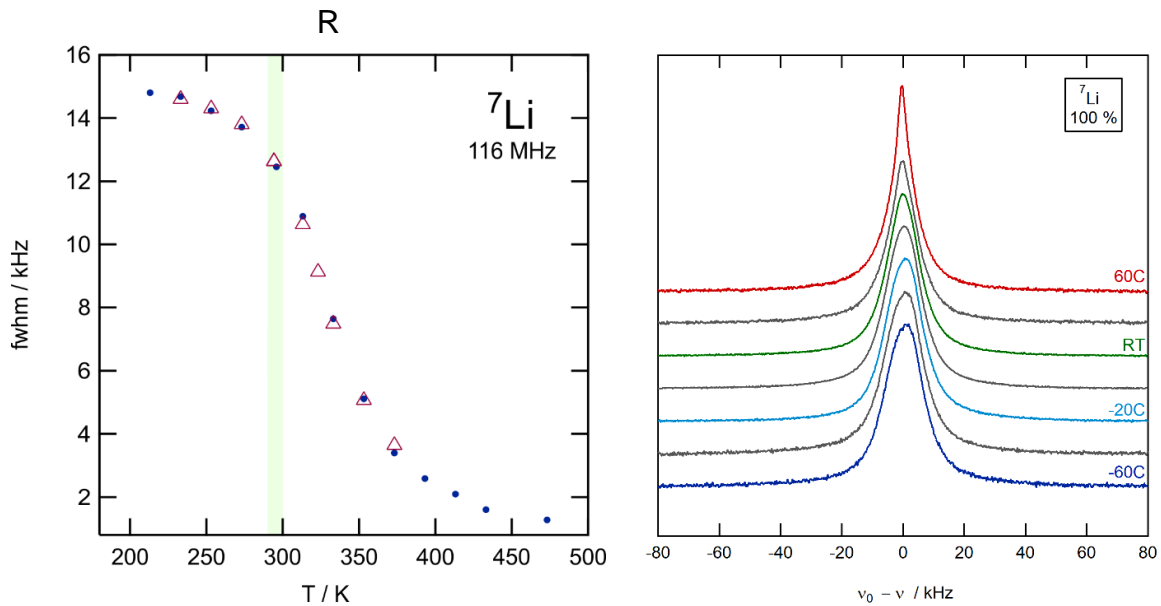 R
16
14
12
10
8
6
4
2
fwhm / kHz
⁷Li
116 MHz
200 250 300 350 400 450 500
T / K
⁷Li
100 %
60C
RT
-20C
-60C
-80 -60 -40 -20 0 20 40 60 80
ν₀ − ν / kHz